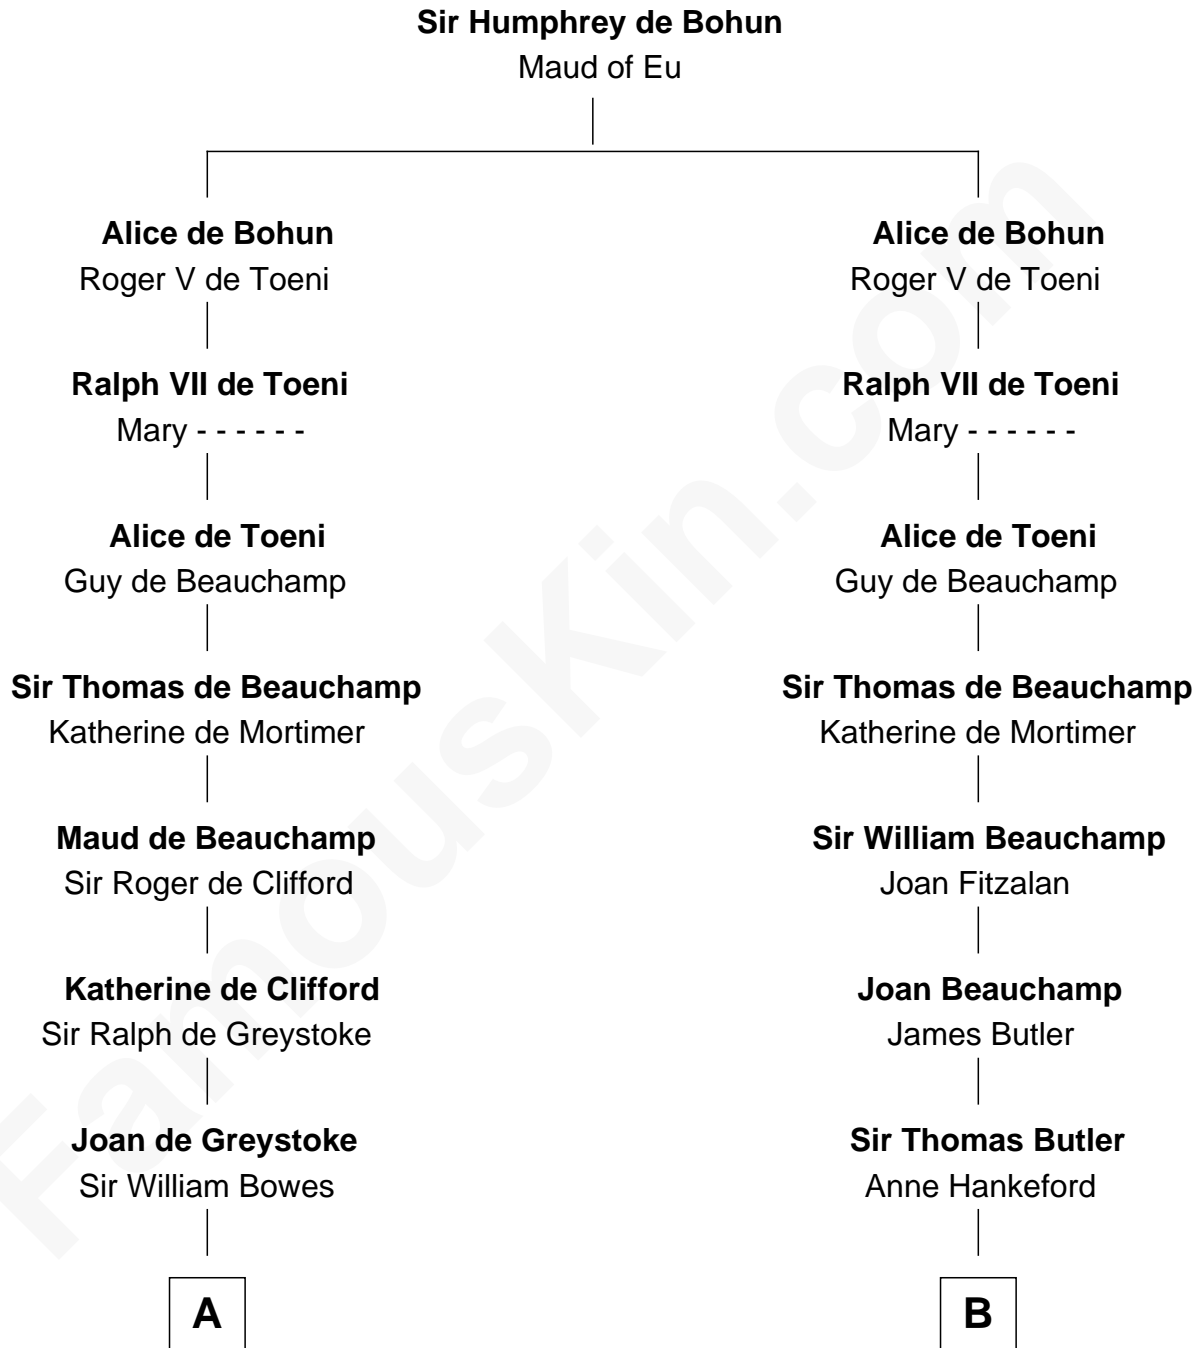 Sir Humphrey de Bohun
Maud of Eu
Alice de Bohun
Roger V de Toeni
Alice de Bohun
Roger V de Toeni
Ralph VII de Toeni
Mary - - - - - -
Ralph VII de Toeni
Mary - - - - - -
Alice de Toeni
Guy de Beauchamp
Alice de Toeni
Guy de Beauchamp
Sir Thomas de Beauchamp
Katherine de Mortimer
Sir Thomas de Beauchamp
Katherine de Mortimer
Maud de Beauchamp
Sir Roger de Clifford
Sir William Beauchamp
Joan Fitzalan
Katherine de Clifford
Sir Ralph de Greystoke
Joan Beauchamp
James Butler
Joan de Greystoke
Sir William Bowes
Sir Thomas Butler
Anne Hankeford
A
B
FamousKin.com